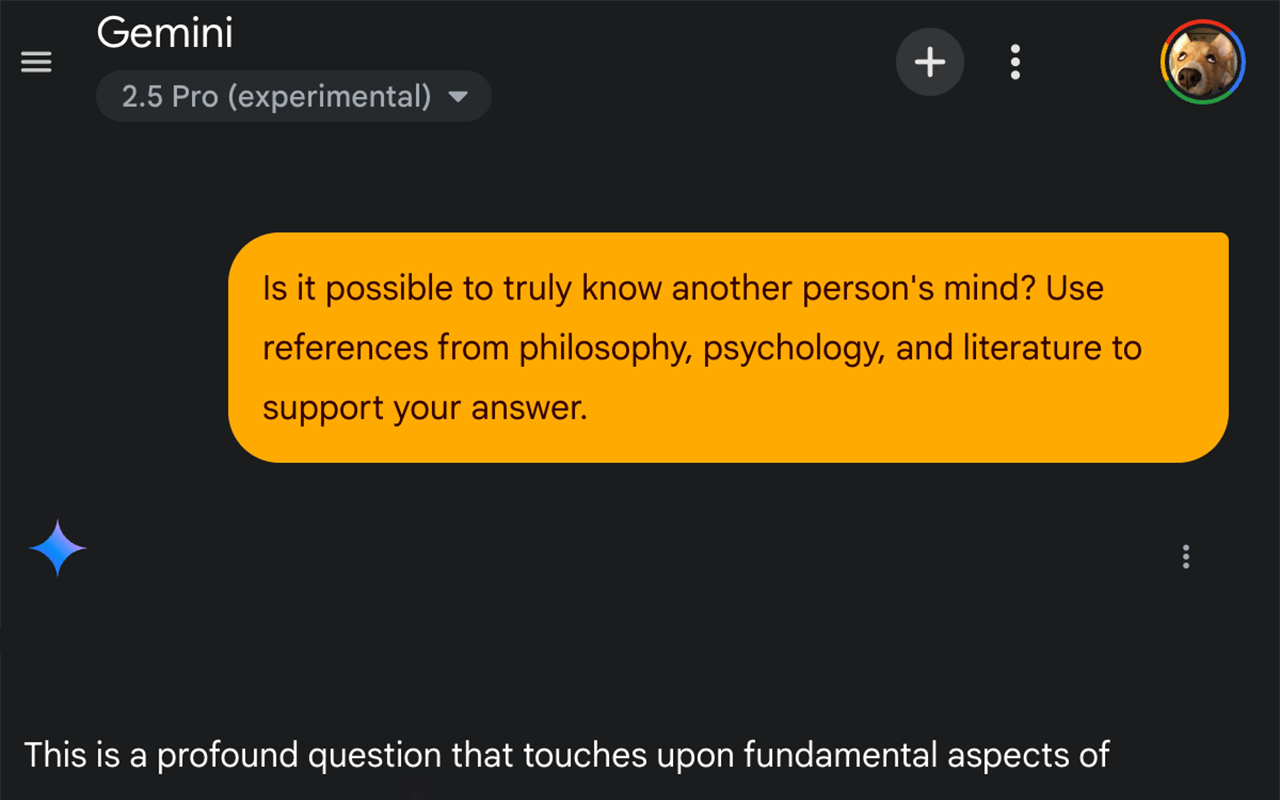 Gemini
2.5 Pro (experimental)
Is it possible to truly know another person's mind? Use
references from philosophy, psychology, and literature to
support your answer.
This is a profound question that touches upon fundamental aspects of